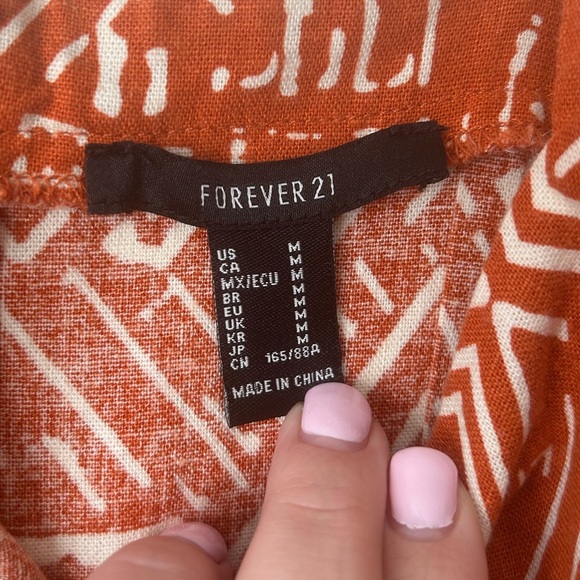 FOREVER 21
US M
CA M
MX/ECU M
BR M
EU M
UK M
KR M
JP M
CN 165/88A
MADE IN CHINA